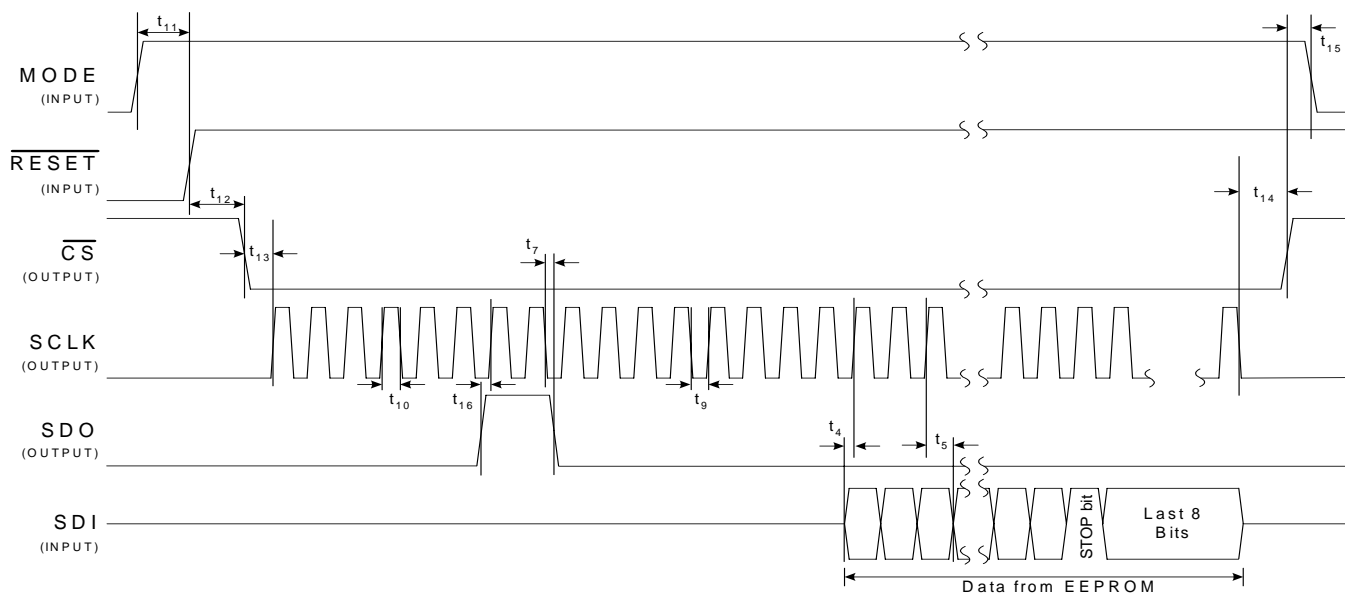 t11
t15
MODE
(INPUT)
RESET
(INPUT)
t12
t14
CS
(OUTPUT)
t13
t7
SCLK
(OUTPUT)
t10
t16
t9
SDO
(OUTPUT)
t4
t5
SDI
(INPUT)
STOP bit
Last 8
Bits
Data from EEPROM